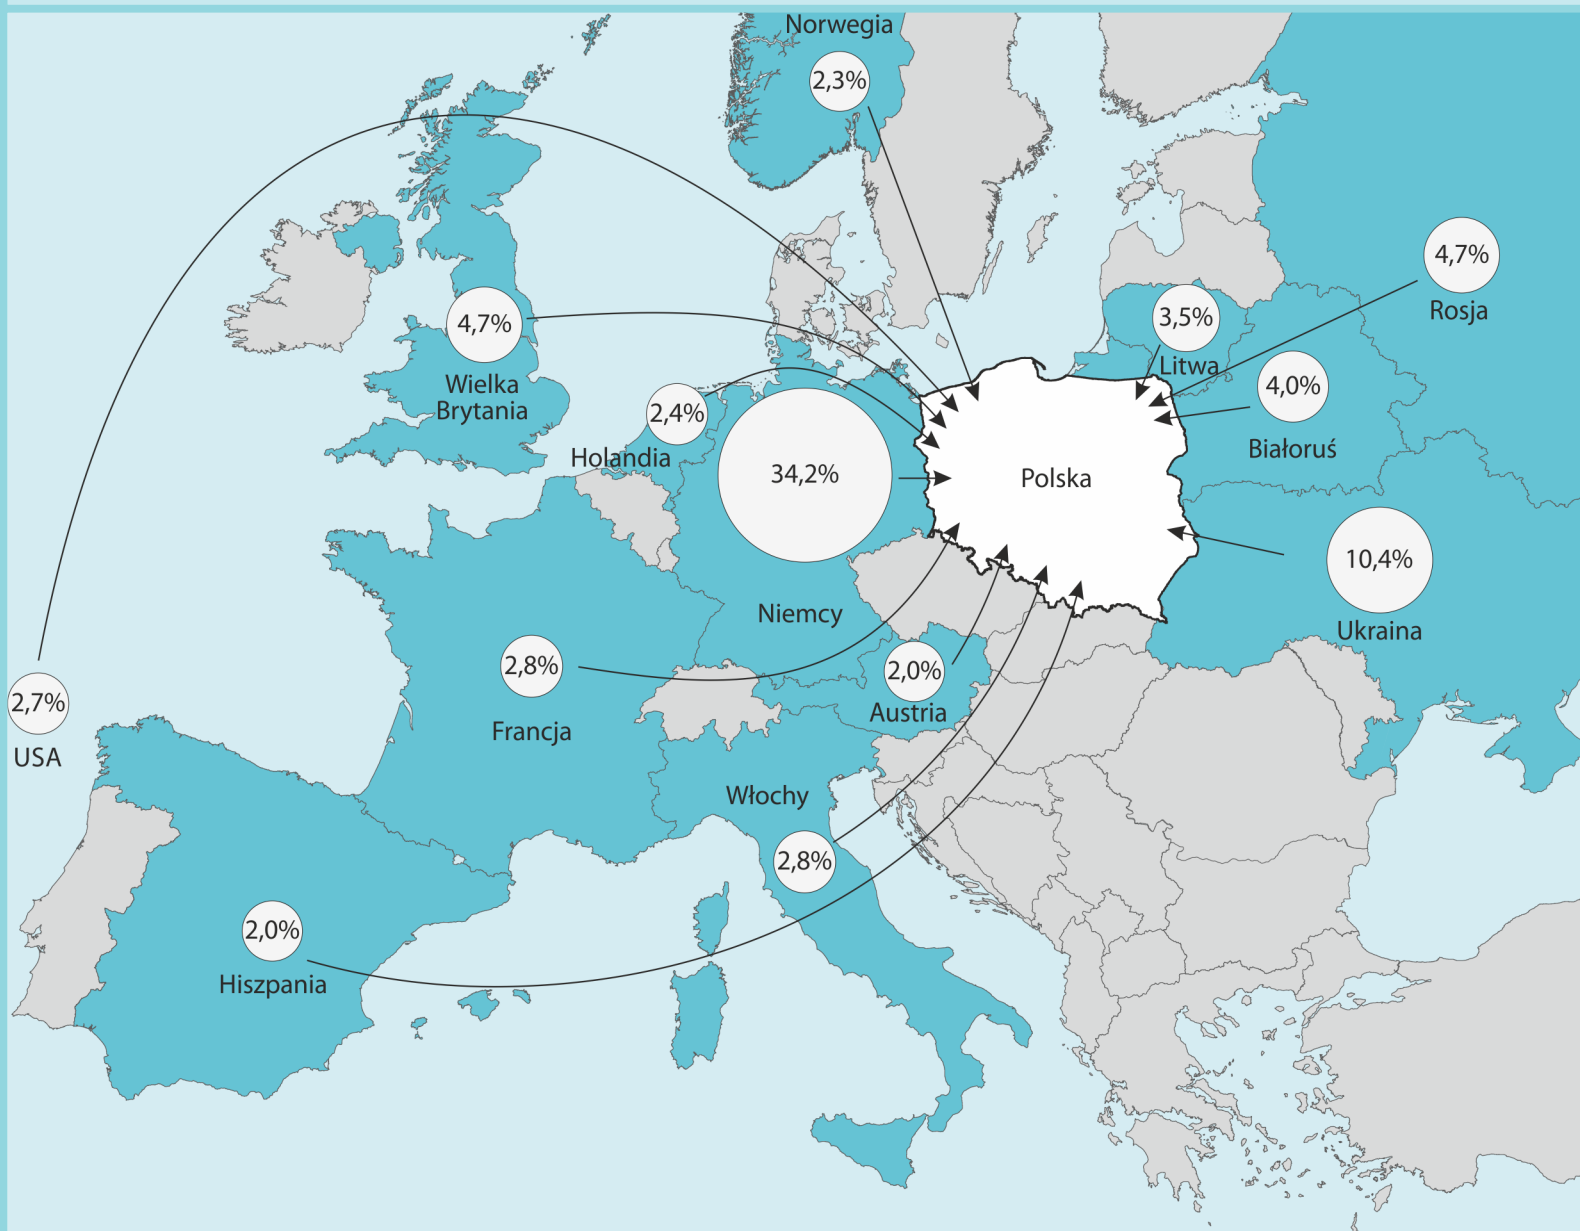 Norwegia
2,3%
4,7%
Rosja
3,5%
Litwa
4,7%
Wielka
Brytania
4,0%
Białoruś
2,4%
Holandia
34,2%
Niemcy
Polska
10,4%
Ukraina
2,8%
Francja
2,0%
Austria
2,7%
USA
Włochy
2,8%
2,0%
Hiszpania